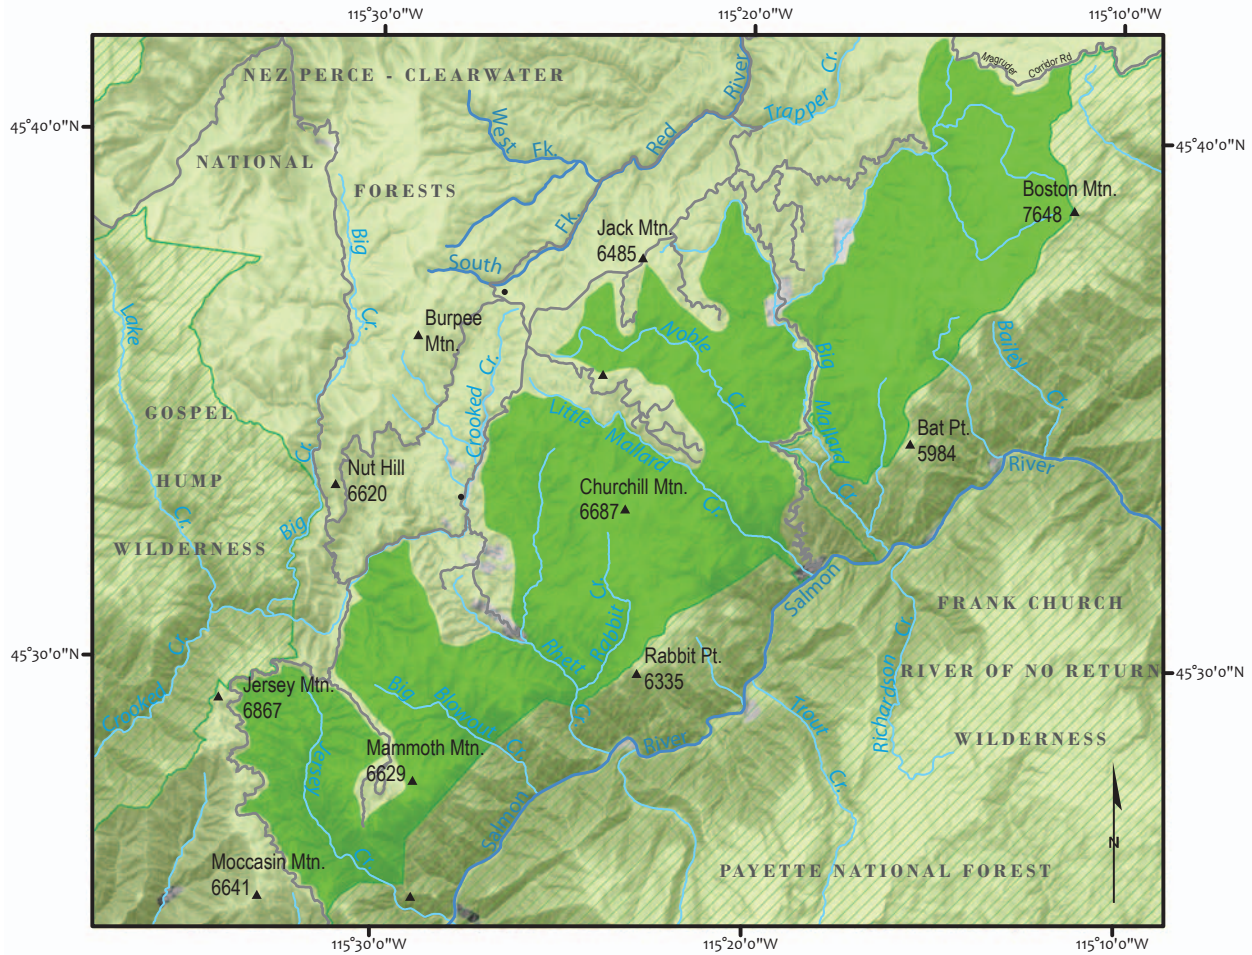 115°30'0"W
115°20'0"W
115°10'0"W
NEZ PERCE - CLEARWATER
NATIONAL
FORESTS
River
Trapper Cr.
Magruder
Corridor Rd
45°40'0"N
45°40'0"N
West
Fk.
Red
Boston Mtn.
7648
Fk.
South
Jack Mtn.
6485
Big
Cr.
Lake
Cr.
Burpee
Mtn.
Noble
Cr.
Big
Mallard
Cr.
Bailey
Cr.
Crooked Cr.
Little Mallard
Cr.
GOSPEL
HUMP
WILDERNESS
Cr.
Big
Nut Hill
6620
Bat Pt.
5984
River
Churchill Mtn.
6687
Salmon
FRANK CHURCH
RIVER OF NO RETURN
WILDERNESS
Rabbit
Cr.
Rhett
Cr.
Rabbit Pt.
6335
45°30'0"N
45°30'0"N
Crooked
Cr.
Jersey Mtn.
6867
Big Blowout Cr.
Mammoth Mtn.
6629
Jersey
Cr.
River
Salmon
Trout
Cr.
Richardson
Cr.
Moccasin Mtn.
6641
PAYETTE NATIONAL FOREST
N
115°30'0"W
115°20'0"W
115°10'0"W